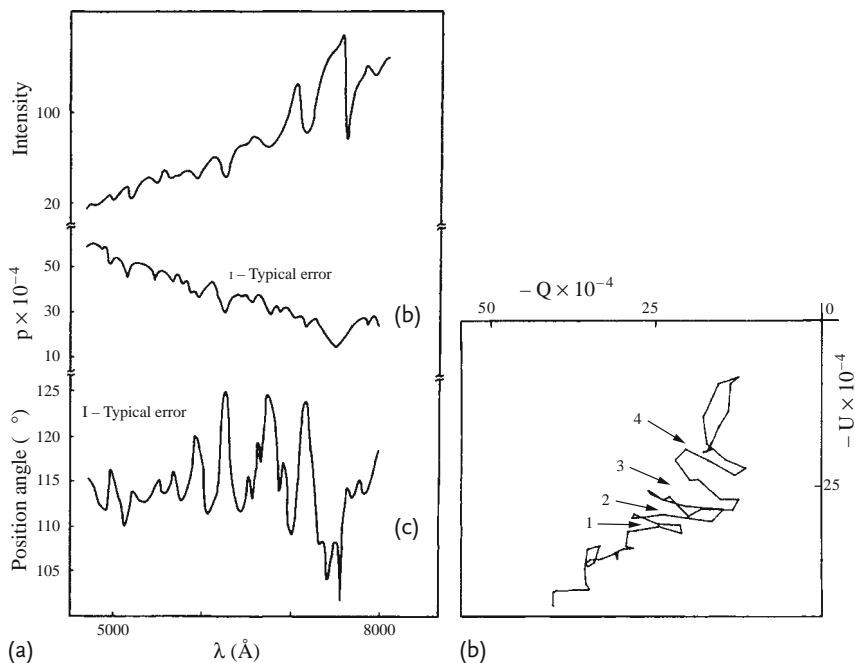 Intensity
100
20
p × 10⁻⁴
50
30
10
I – Typical error
(b)
Position angle ( °)
125
120
115
110
105
I – Typical error
(c)
5000
8000
λ (Å)
(a)
– Q × 10⁻⁴
50
25
0
– U × 10⁻⁴
25
4
3
2
1
(b)